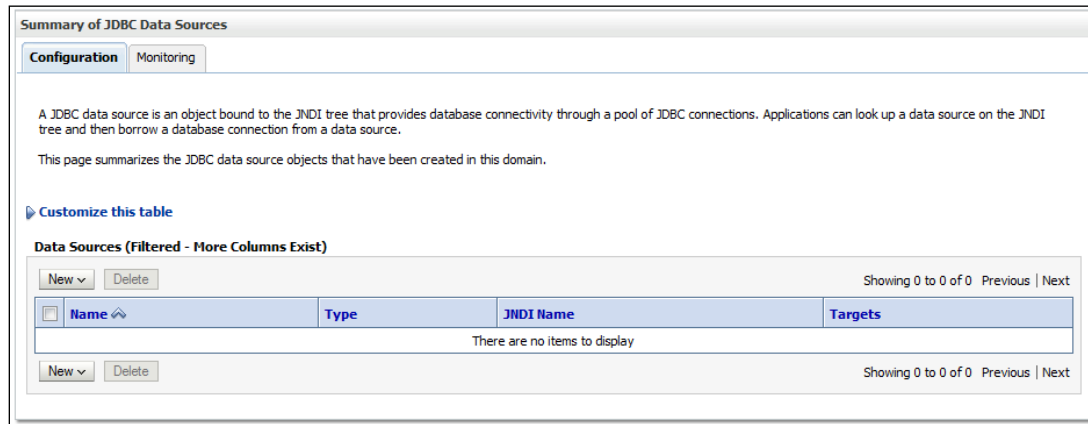 Summary of JDBC Data Sources
Configuration Monitoring
A JDBC data source is an object bound to the JNDI tree that provides database connectivity through a pool of JDBC connections. Applications can look up a data source on the JNDI
tree and then borrow a database connection from a data source.
This page summarizes the JDBC data source objects that have been created in this domain.
Customize this table
Data Sources (Filtered - More Columns Exist)
New Delete Showing 0 to 0 of 0 Previous | Next
Name Type JNDI Name Targets
There are no items to display
New Delete Showing 0 to 0 of 0 Previous | Next